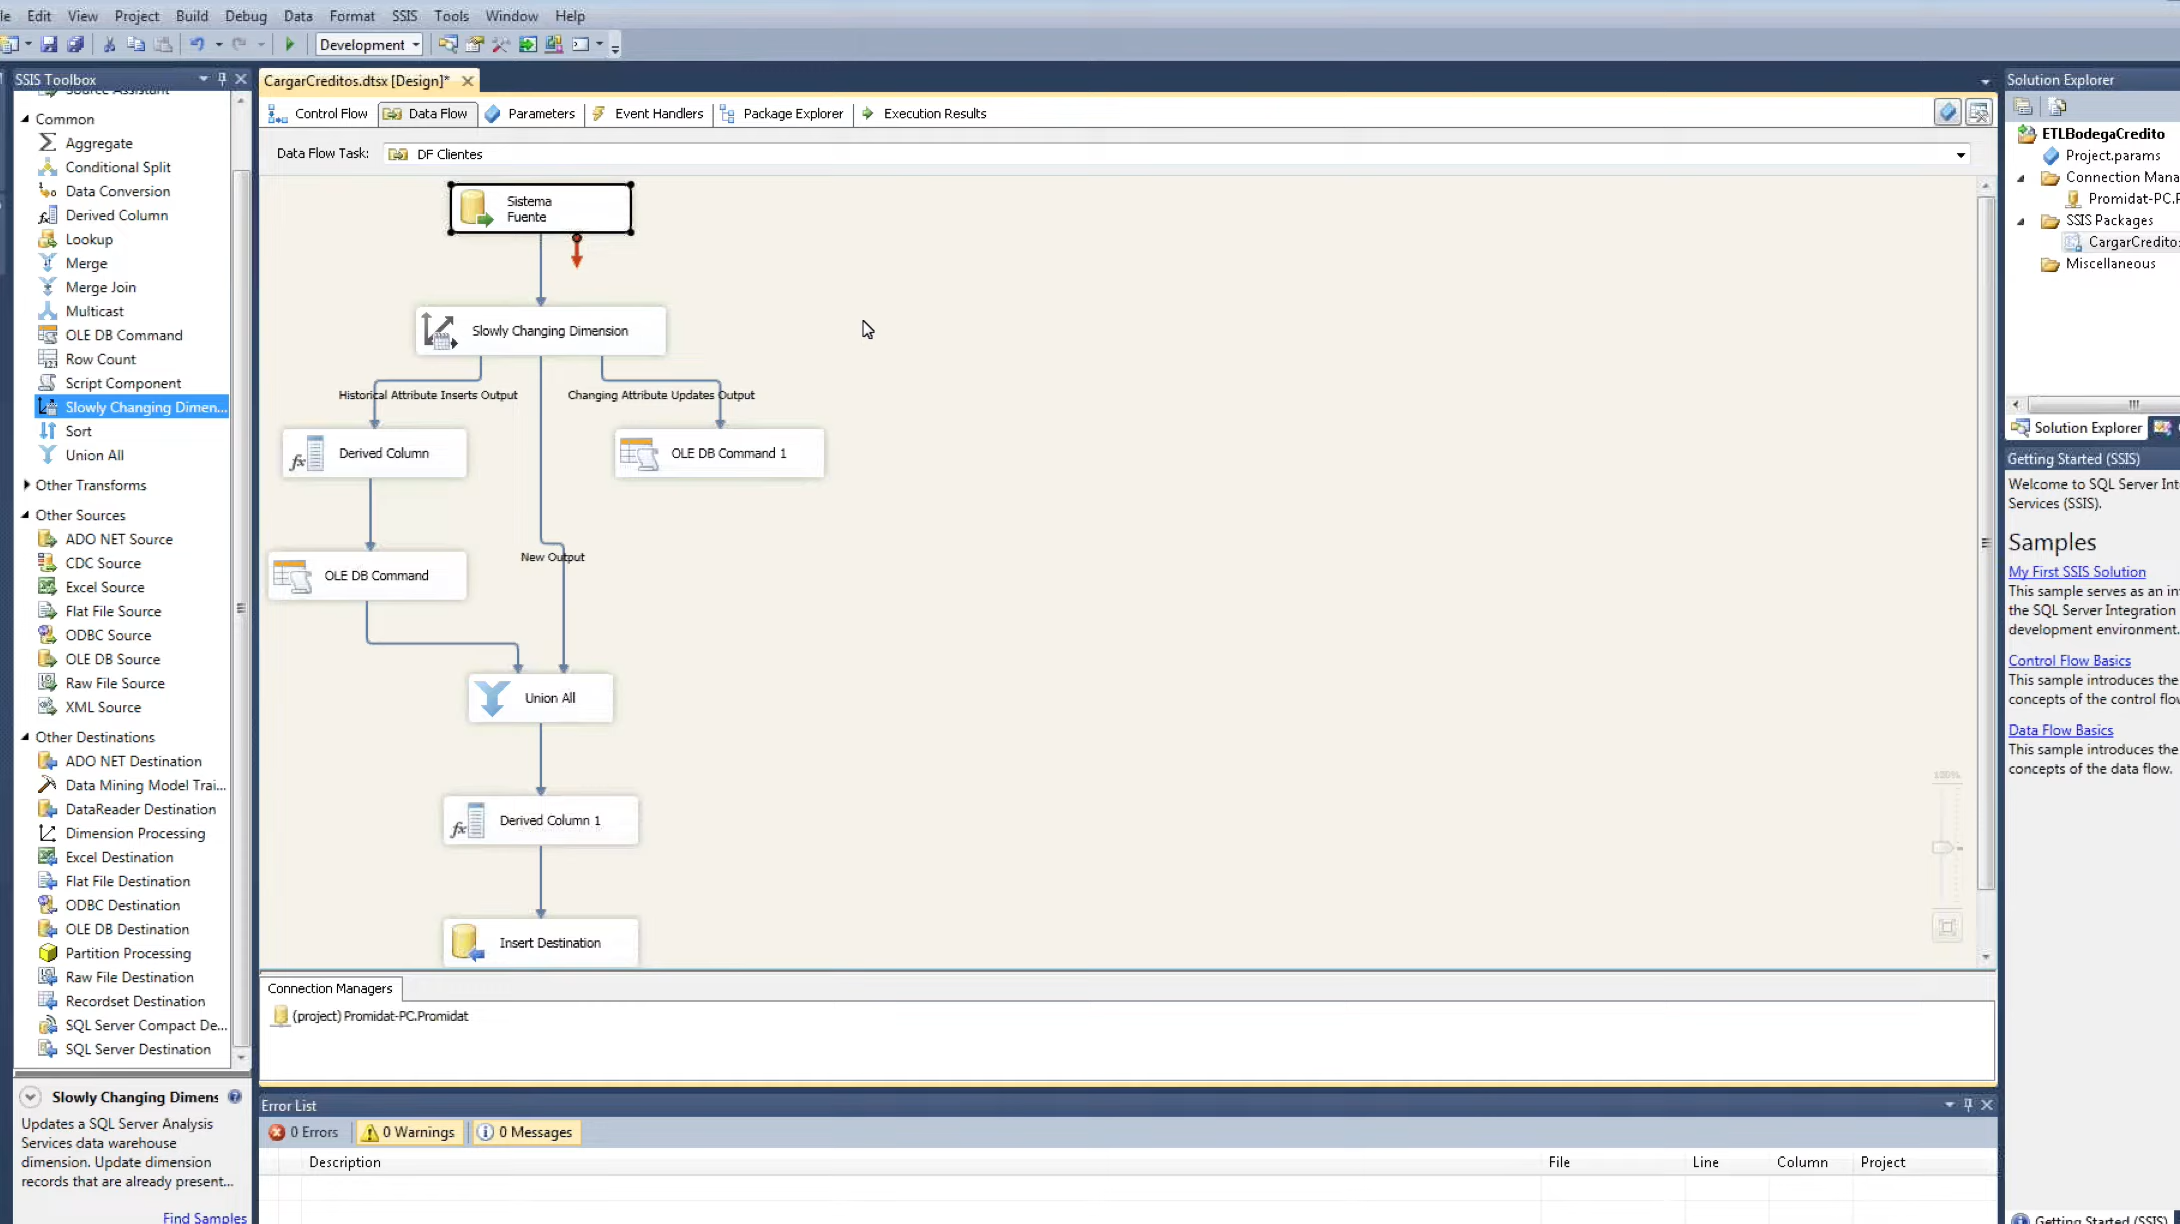 Edit View Project Build Debug Data Format SSIS Tools Window Help
Development
SSIS Toolbox
Source Assistant
Common
Aggregate
Conditional Split
Data Conversion
Derived Column
Lookup
Merge
Merge Join
Multicast
OLE DB Command
Row Count
Script Component
Slowly Changing Dimen...
Sort
Union All
Other Transforms
Other Sources
ADO NET Source
CDC Source
Excel Source
Flat File Source
ODBC Source
OLE DB Source
Raw File Source
XML Source
Other Destinations
ADO NET Destination
Data Mining Model Trai...
DataReader Destination
Dimension Processing
Excel Destination
Flat File Destination
ODBC Destination
OLE DB Destination
Partition Processing
Raw File Destination
Recordset Destination
SQL Server Compact De...
SQL Server Destination
Slowly Changing Dimens
Updates a SQL Server Analysis
Services data warehouse
dimension. Update dimension
records that are already present...
Find Samples
CargarCreditos.dtsx [Design]*
Control Flow Data Flow Parameters Event Handlers Package Explorer Execution Results
Data Flow Task: DF Clientes
Sistema
Fuente
Slowly Changing Dimension
Historical Attribute Inserts Output
Changing Attribute Updates Output
Derived Column
OLE DB Command 1
New Output
OLE DB Command
Union All
Derived Column 1
Insert Destination
100%
Connection Managers
(project) Promidat-PC.Promidat
Error List
0 Errors 0 Warnings 0 Messages
Description File Line Column Project
Solution Explorer
ETLBodegaCredito
Project.params
Connection Mana
Promidat-PC.P
SSIS Packages
CargarCreditos
Miscellaneous
Solution Explorer
Getting Started (SSIS)
Welcome to SQL Server Int
Services (SSIS).
Samples
My First SSIS Solution
This sample serves as an in
the SQL Server Integration
development environment.
Control Flow Basics
This sample introduces the
concepts of the control flow
Data Flow Basics
This sample introduces the
concepts of the data flow.
Getting Started (SSIS)